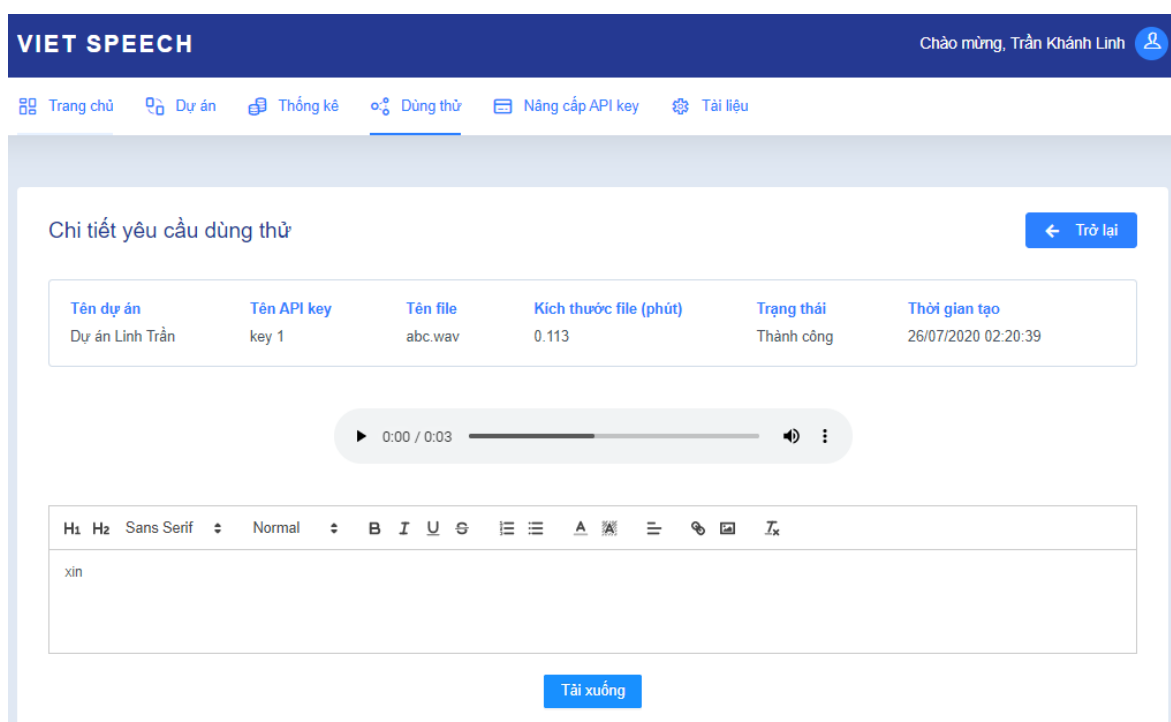 VIET SPEECH
Chào mừng, Trần Khánh Linh
Trang chủ Dự án Thống kê Dùng thử Nâng cấp API key Tài liệu
Chi tiết yêu cầu dùng thử
Trở lại
Tên dự án Tên API key Tên file Kích thước file (phút) Trạng thái Thời gian tạo
Dự án Linh Trần key 1 abc.wav 0.113 Thành công 26/07/2020 02:20:39
0:00 / 0:03
H1 H2 Sans Serif Normal B I U S A A Tx
xin
Tải xuống